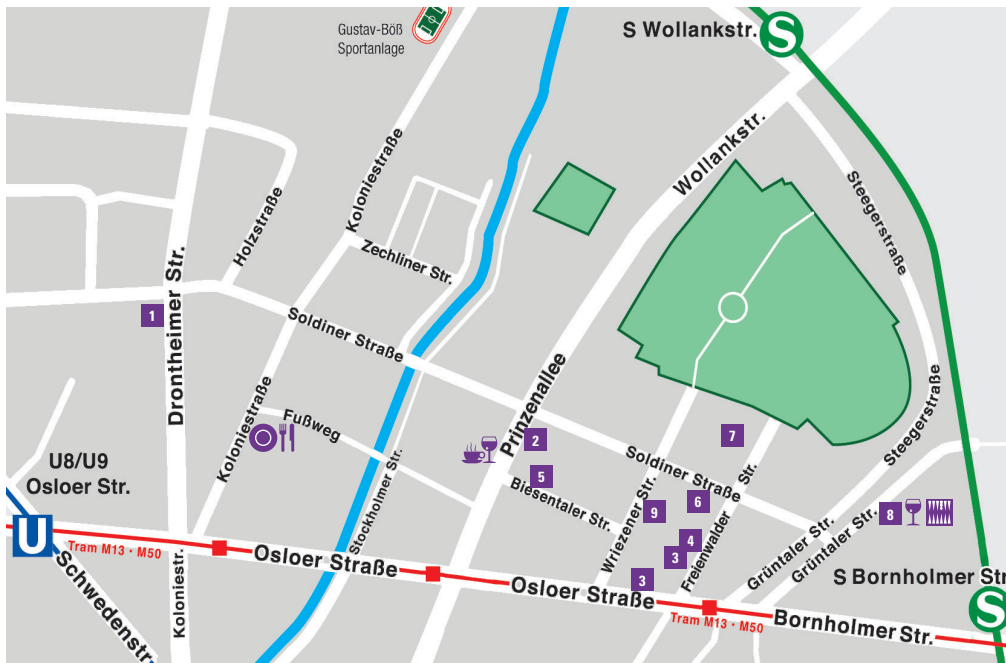 Gustav-Böß
Sportanlage
S Wollankstr.
S
Wollankstr.
Koloniestraße
Holzstraße
Zechliner Str.
Steegerstraße
Drontheimer Str.
1
Soldiner Straße
Koloniestraße
Fußweg
Prinzenallee
2
7
Steegerstraße
U8/U9
Osloer Str.
5
Biesentaler Str.
Soldiner Straße
Stockholmer Str.
Wriezener Str.
9
6
Freienwalder Str.
8
Grüntaler Str.
Grüntaler Str.
U
Tram M13 · M50
Osloer Straße
4
3
3
Schwedenstr.
Koloniestr.
Osloer Straße
S Bornholmer Str
S
Tram M13 · M50
Bornholmer Str.